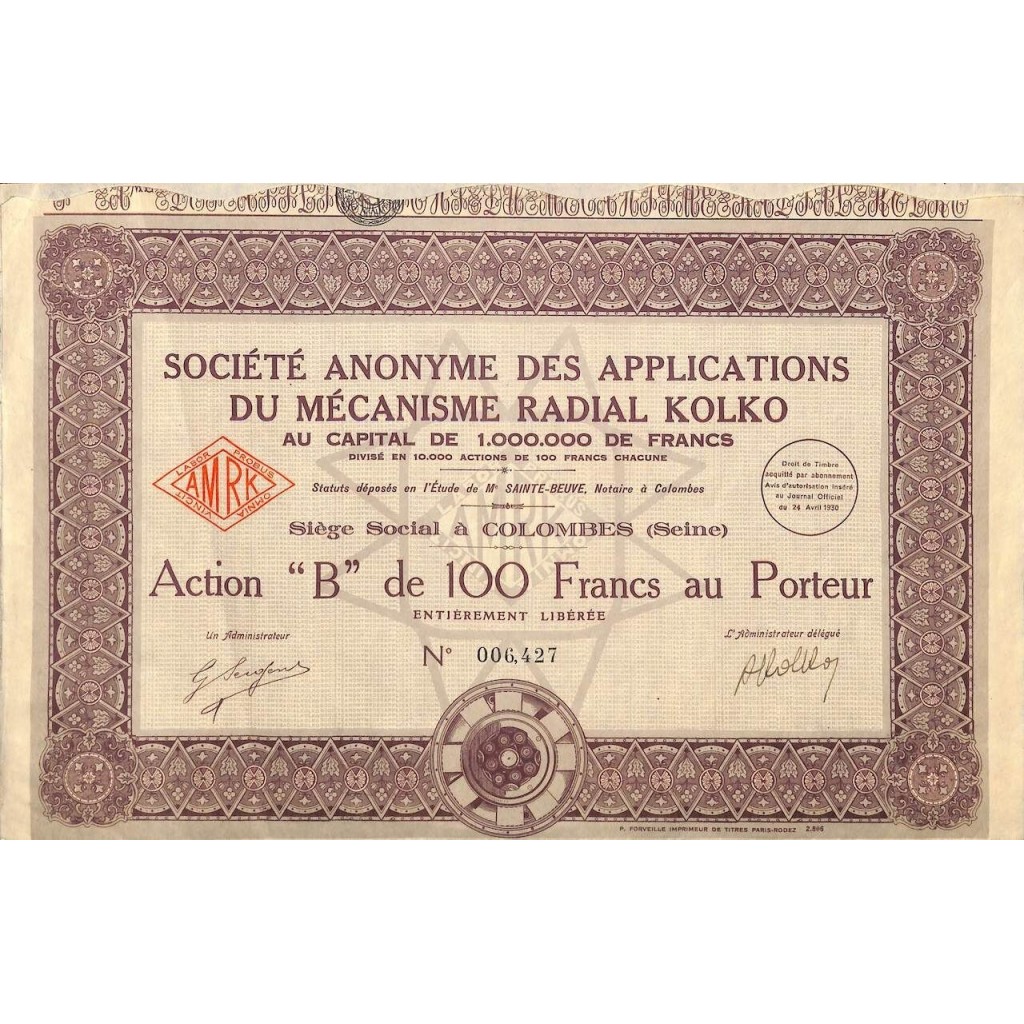 SOCIÉTÉ ANONYME DES APPLICATIONS
DU MÉCANISME RADIAL KOLKO
AU CAPITAL DE 1.000.000 DE FRANCS
DIVISÉ EN 10.000 ACTIONS DE 100 FRANCS CHACUNE
LABOR PROBUS
AMRK
OMNIA VINCIT
Statuts déposés en l'Étude de Me SAINTE-BEUVE, Notaire à Colombes
Droit de Timbre
acquitté par abonnement
Avis d'autorisation inséré
au Journal Officiel
du 24 Avril 1930
Siège Social à COLOMBES (Seine)
Action "B" de 100 Francs au Porteur
ENTIÉREMENT LIBÉRÉE
Un Administrateur
L'Administrateur délégué
N° 006,427
AKolko
P. FORVEILLE IMPRIMEUR DE TITRES PARIS-RODEZ 2.866